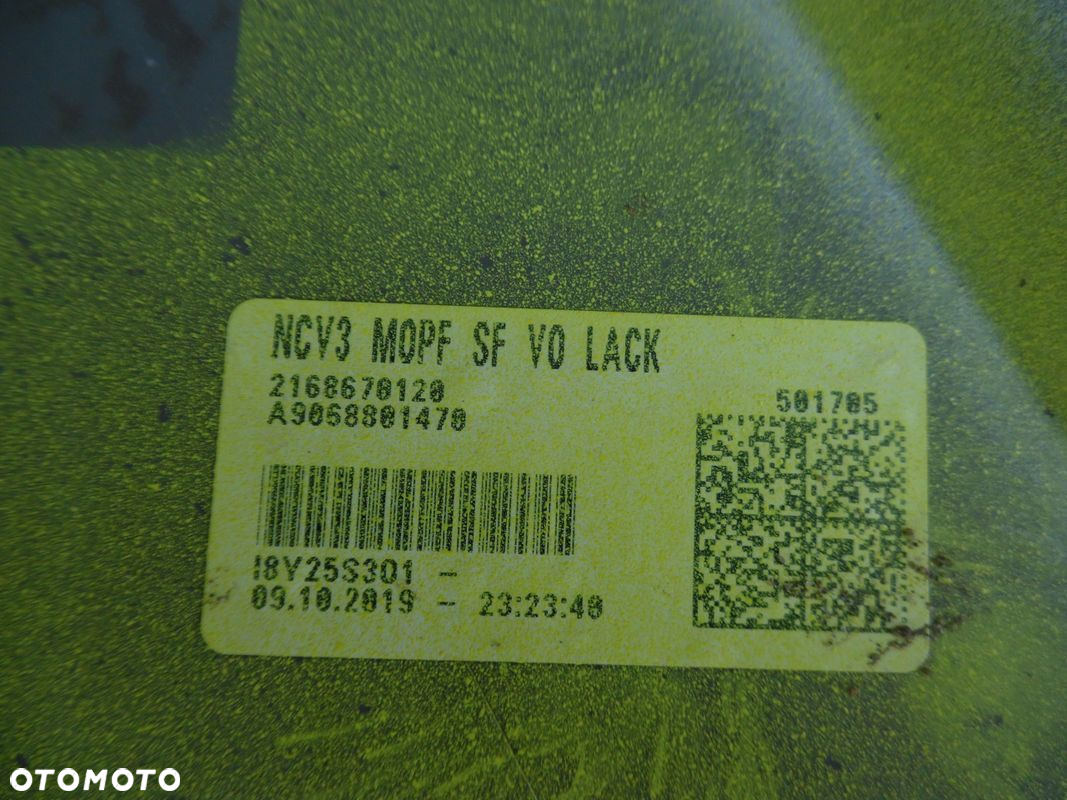 NCV3 MOPF SF VO LACK
2168670120
A9068801470
501705
I8Y25S301 -
09.10.2019 - 23:23:40
OTOMOTO